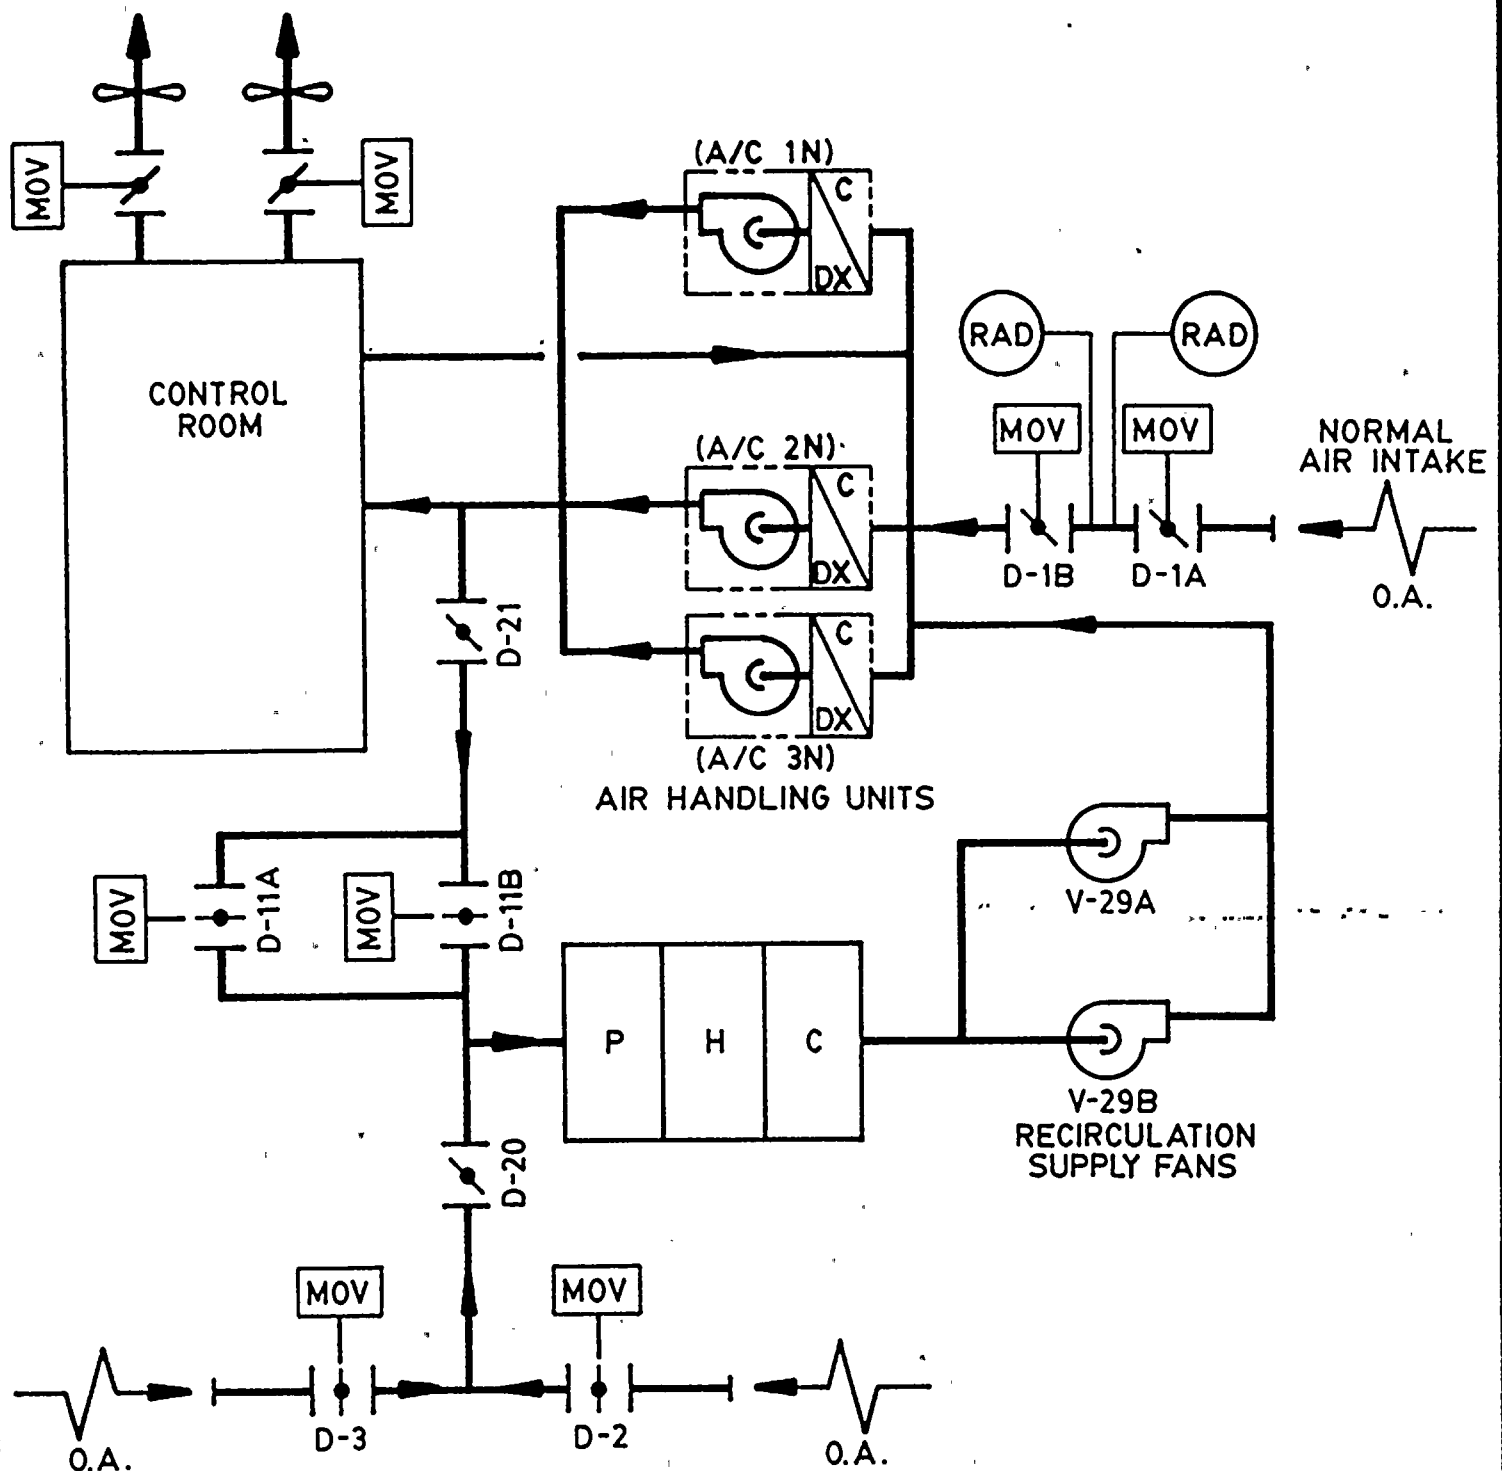 MOV
MOV
(A/C 1N)
C
DX
RAD
RAD
CONTROL
ROOM
MOV
MOV
NORMAL
AIR INTAKE
(A/C 2N)
C
DX
D-1B
D-1A
O.A.
D-21
C
DX
(A/C 3N)
AIR HANDLING UNITS
MOV
D-11A
MOV
D-11B
V-29A
P
H
C
V-29B
RECIRCULATION
SUPPLY FANS
D-20
MOV
MOV
D-3
D-2
O.A.
O.A.